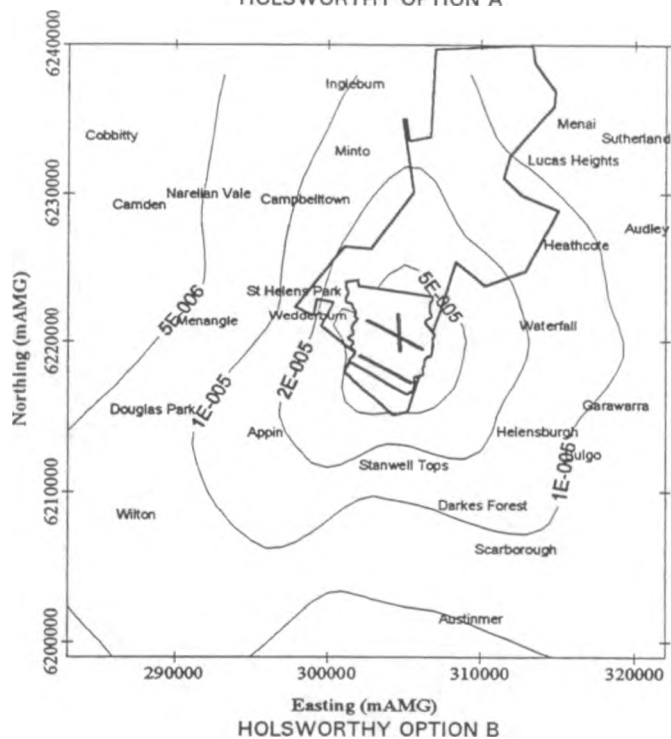 HOLSWORTHY OPTION A
6240000
Ingleburn
Menai
Cobbitty
Sutherland
Minto
Lucas Heights
6230000
Narellan Vale
Campbelltown
Camden
Audley
Heathcote
5E-005
St Helens Park
Wedderburn
5E-006
Menangle
Waterfall
Northing (mAMG)
6220000
2E-005
1E-005
Douglas Park
Garawarra
Appin
Helensburgh
Stanwell Tops
1E-005
6210000
Wilton
Darkes Forest
Scarborough
Austinmer
6200000
290000 300000 310000 320000
Easting (mAMG)
HOLSWORTHY OPTION B